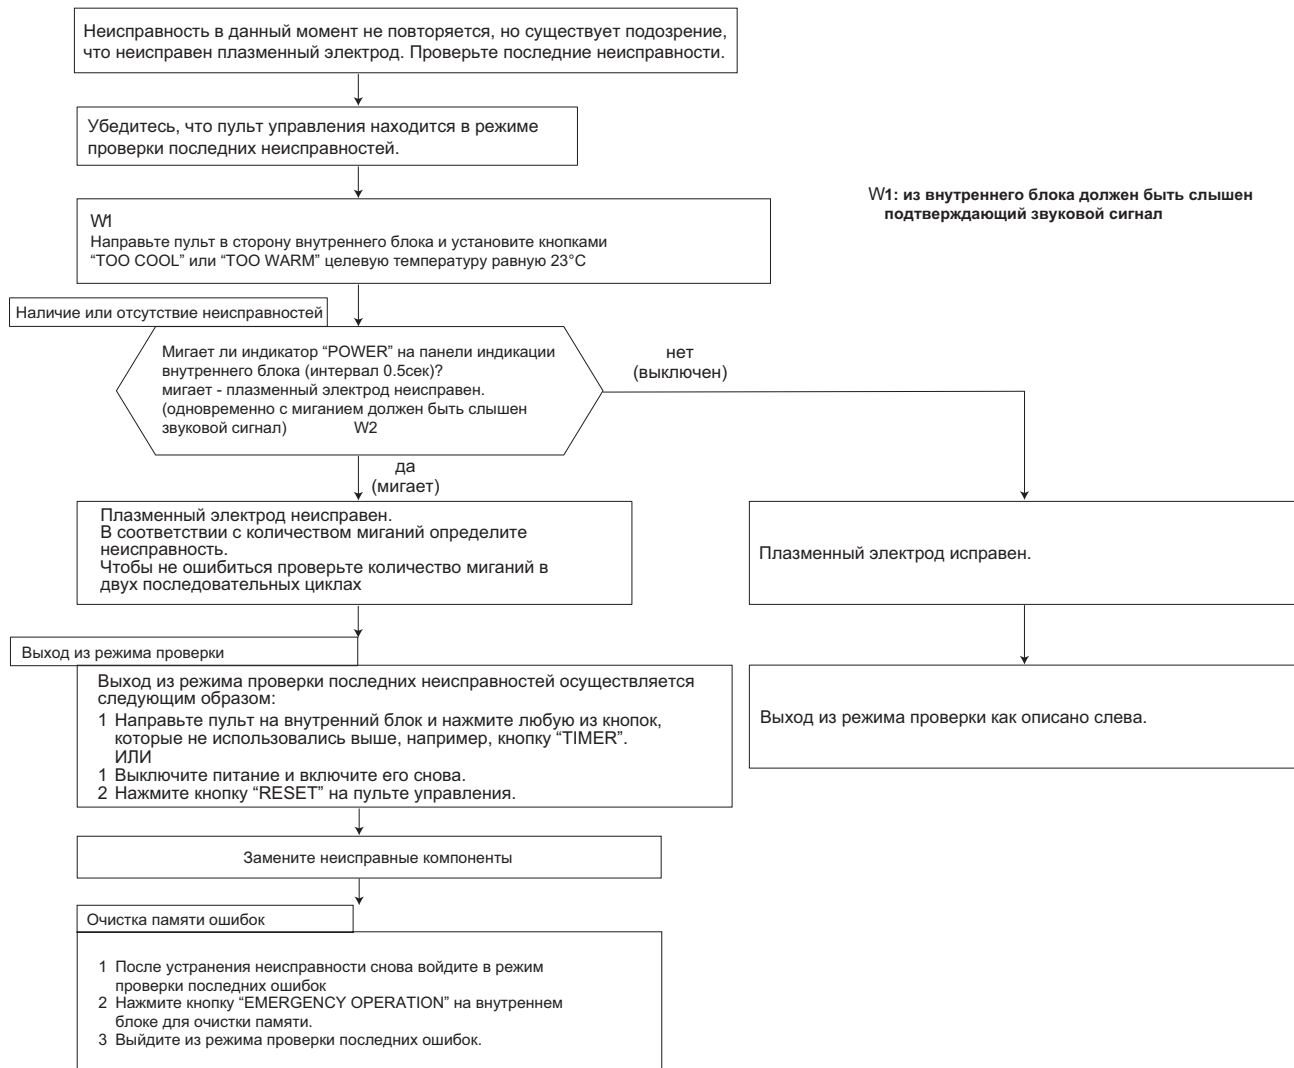 Неисправность в данный момент не повторяется, но существует подозрение,
что неисправен плазменный электрод. Проверьте последние неисправности.
Убедитесь, что пульт управления находится в режиме
проверки последних неисправностей.
W1: из внутреннего блока должен быть слышен
подтверждающий звуковой сигнал
W1
Направьте пульт в сторону внутреннего блока и установите кнопками
“TOO COOL” или “TOO WARM” целевую температуру равную 23°C
Наличие или отсутствие неисправностей
Мигает ли индикатор “POWER” на панели индикации
внутреннего блока (интервал 0.5сек)?
мигает - плазменный электрод неисправен.
(одновременно с миганием должен быть слышен
звуковой сигнал) W2
нет
(выключен)
да
(мигает)
Плазменный электрод неисправен.
В соответствии с количеством миганий определите
неисправность.
Чтобы не ошибиться проверьте количество миганий в
двух последовательных циклах
Плазменный электрод исправен.
Выход из режима проверки
Выход из режима проверки последних неисправностей осуществляется
следующим образом:
1 Направьте пульт на внутренний блок и нажмите любую из кнопок,
которые не использовались выше, например, кнопку “TIMER”.
ИЛИ
1 Выключите питание и включите его снова.
2 Нажмите кнопку “RESET” на пульте управления.
Выход из режима проверки как описано слева.
Замените неисправные компоненты
Очистка памяти ошибок
1 После устранения неисправности снова войдите в режим
проверки последних ошибок
2 Нажмите кнопку “EMERGENCY OPERATION” на внутреннем
блоке для очистки памяти.
3 Выйдите из режима проверки последних ошибок.